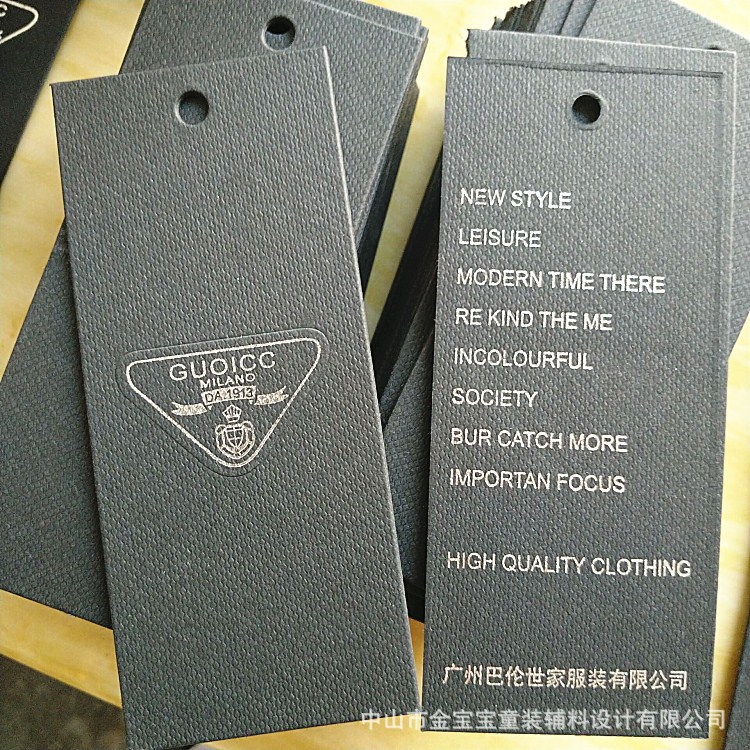 GUOICC
MILANO
DA 1913
NEW STYLE
LEISURE
MODERN TIME THERE
RE KIND THE ME
INCOLOURFUL
SOCIETY
BUR CATCH MORE
IMPORTAN FOCUS
HIGH QUALITY CLOTHING
广州巴伦世家服装有限公司
中山市金宝宝童装辅料设计有限公司